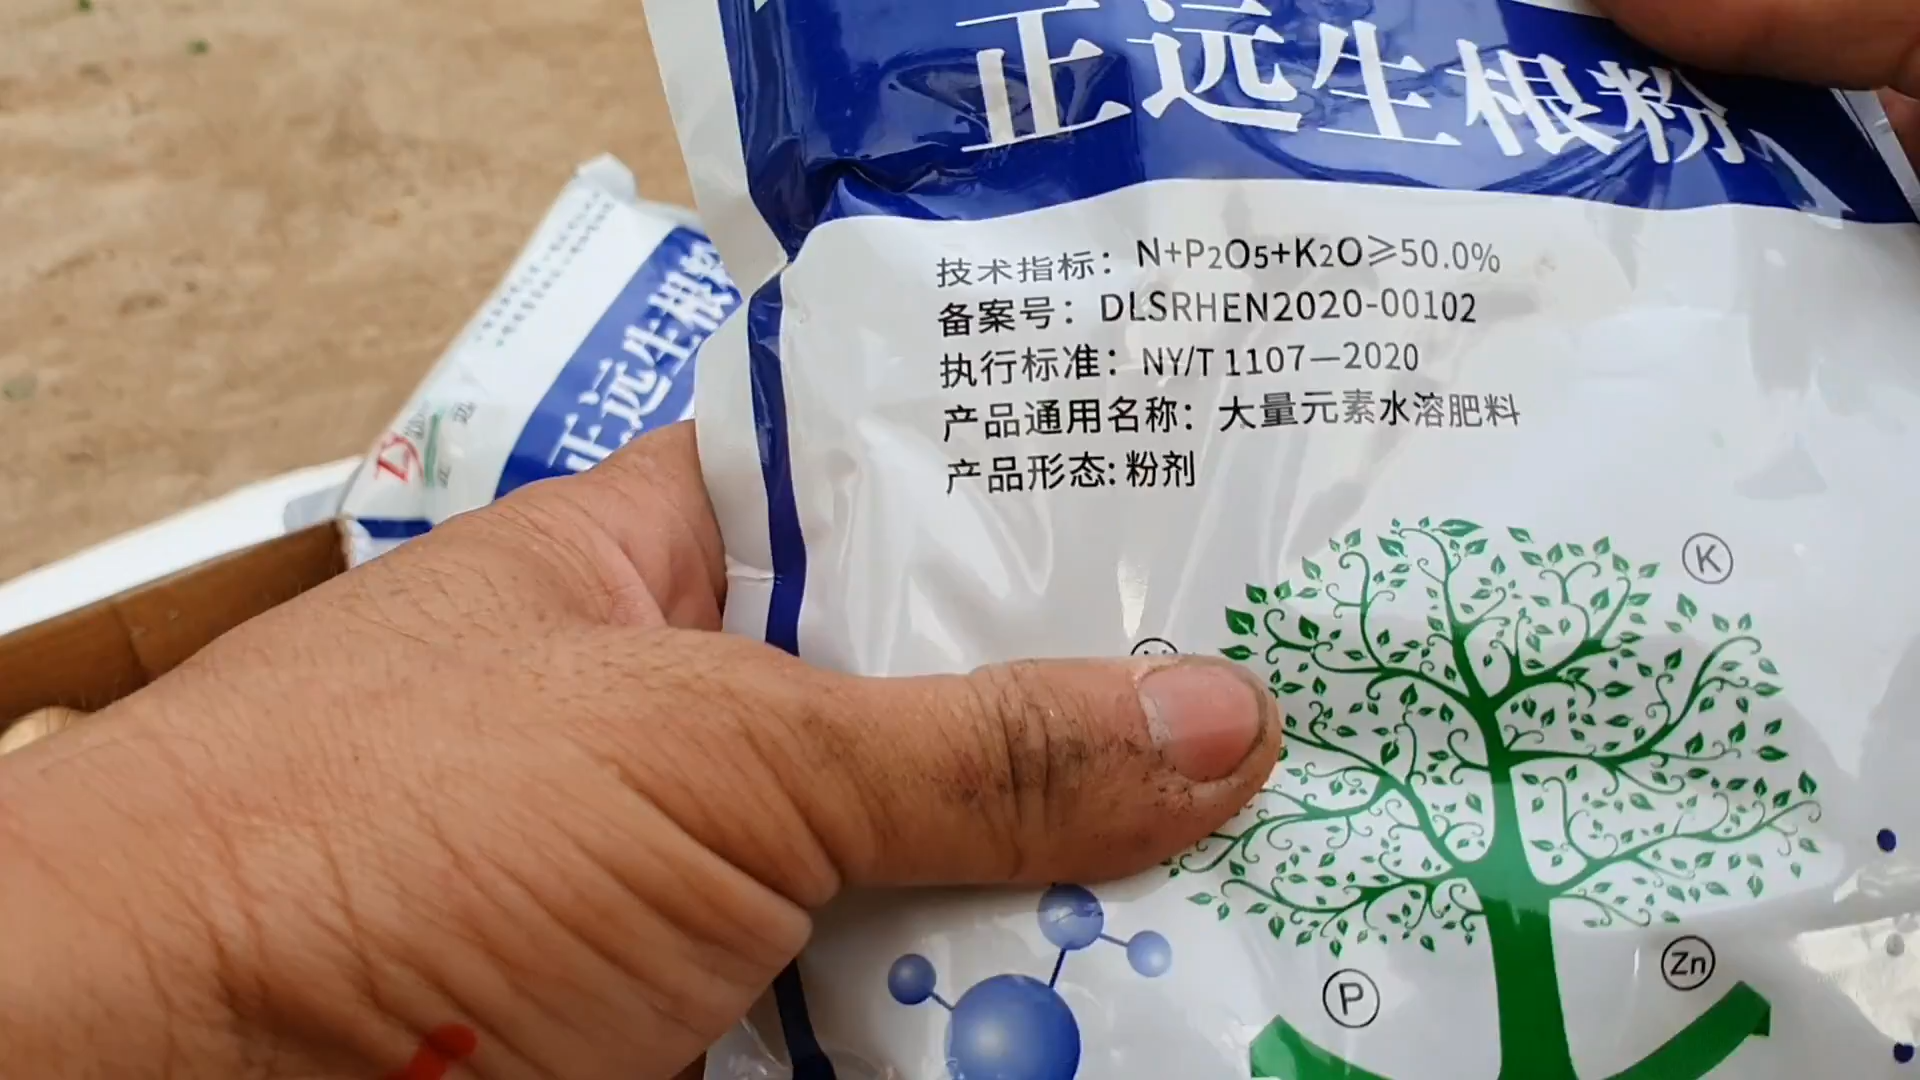 正远生根粉
技术指标：N+P2O5+K2O≥50.0%
备案号：DLSRHEN2020-00102
执行标准：NY/T 1107—2020
产品通用名称：大量元素水溶肥料
产品形态:粉剂
K
P
Zn
正远生根粉